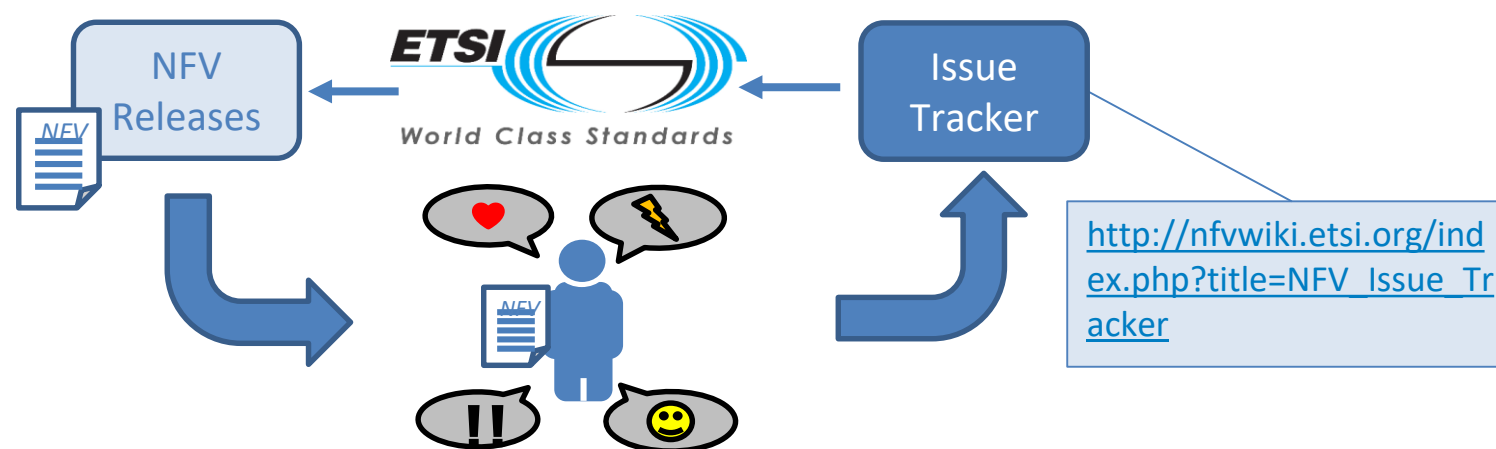 NFV
Releases
NFV
ETSI
World Class Standards
Issue
Tracker
http://nfvwiki.etsi.org/ind
ex.php?title=NFV_Issue_Tr
acker
NFV
!!